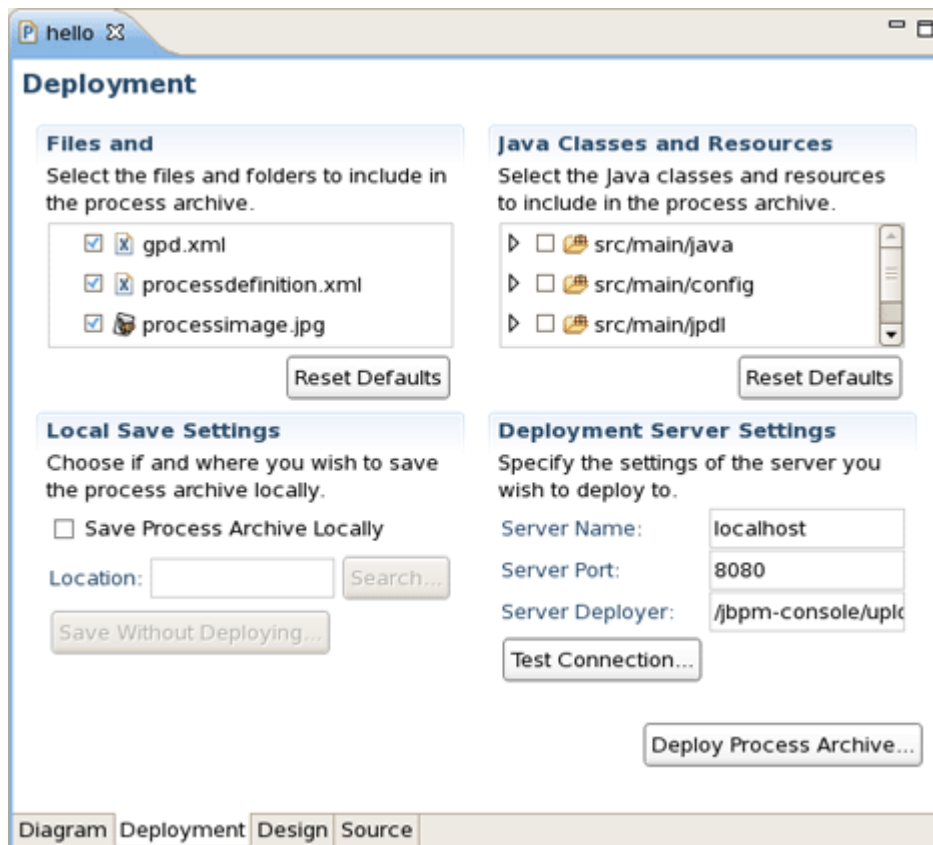 hello
Deployment
Files and
Select the files and folders to include in
the process archive.
gpd.xml
processdefinition.xml
processimage.jpg
Reset Defaults
Java Classes and Resources
Select the Java classes and resources
to include in the process archive.
src/main/java
src/main/config
src/main/jpdl
Reset Defaults
Local Save Settings
Choose if and where you wish to save
the process archive locally.
Save Process Archive Locally
Location:
Search...
Save Without Deploying...
Deployment Server Settings
Specify the settings of the server you
wish to deploy to.
Server Name: localhost
Server Port: 8080
Server Deployer: /jbpm-console/uplo
Test Connection...
Deploy Process Archive...
Diagram Deployment Design Source